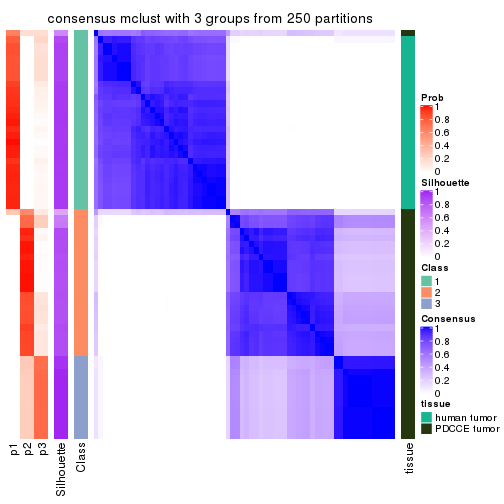 consensus mclust with 3 groups from 250 partitions
Prob
1
0.8
0.6
0.4
0.2
0
Silhouette
1
0.8
0.6
0.4
0.2
0
Class
1
2
3
Consensus
1
0.8
0.6
0.4
0.2
0
tissue
human tumor
PDCCE tumor
p1
p2
p3
Silhouette
Class
tissue